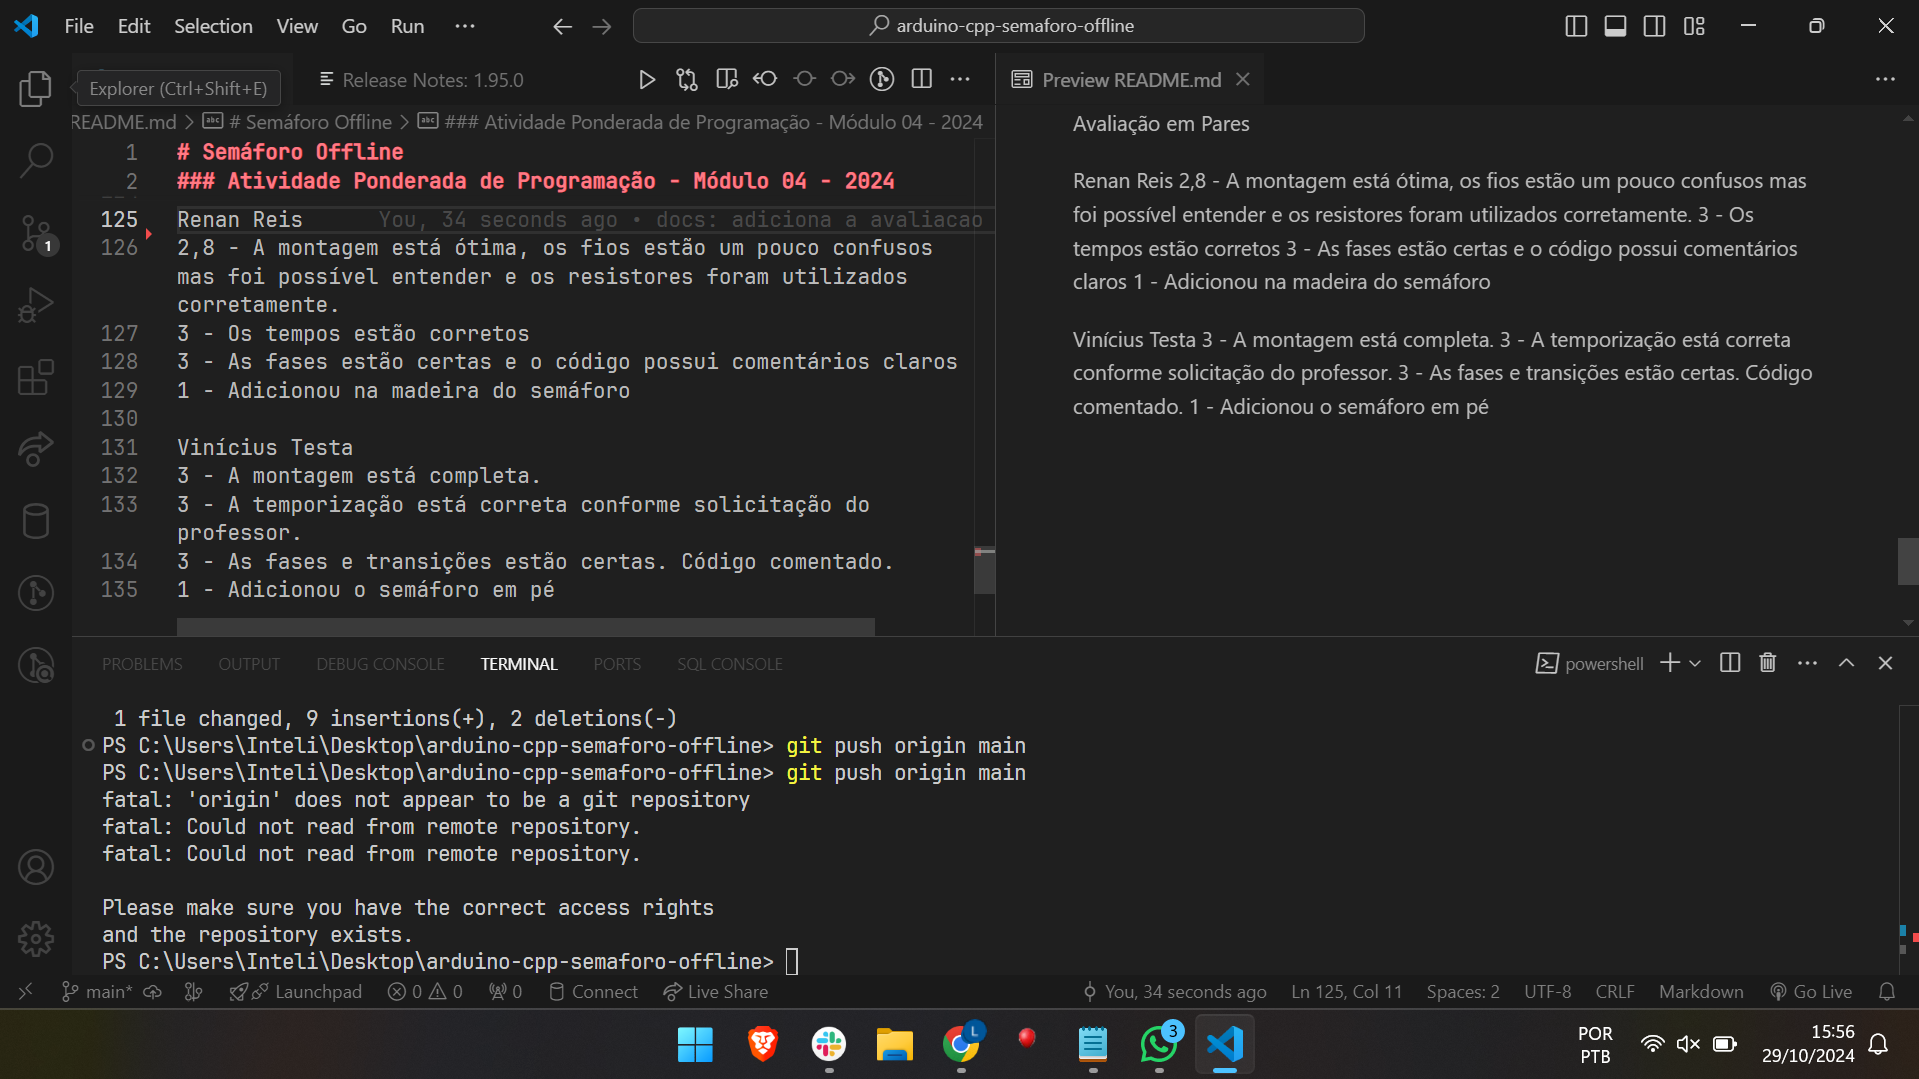 File Edit Selection View Go Run ···
arduino-cpp-semaforo-offline
Explorer (Ctrl+Shift+E)
Release Notes: 1.95.0
Preview README.md
README.md > # Semáforo Offline > ### Atividade Ponderada de Programação - Módulo 04 - 2024
1 # Semáforo Offline
2 ### Atividade Ponderada de Programação - Módulo 04 - 2024
125 Renan Reis You, 34 seconds ago • docs: adiciona a avaliacao
126 2,8 - A montagem está ótima, os fios estão um pouco confusos
mas foi possível entender e os resistores foram utilizados
corretamente.
127 3 - Os tempos estão corretos
128 3 - As fases estão certas e o código possui comentários claros
129 1 - Adicionou na madeira do semáforo
130
131 Vinícius Testa
132 3 - A montagem está completa.
133 3 - A temporização está correta conforme solicitação do
professor.
134 3 - As fases e transições estão certas. Código comentado.
135 1 - Adicionou o semáforo em pé
Avaliação em Pares
Renan Reis 2,8 - A montagem está ótima, os fios estão um pouco confusos mas
foi possível entender e os resistores foram utilizados corretamente. 3 - Os
tempos estão corretos 3 - As fases estão certas e o código possui comentários
claros 1 - Adicionou na madeira do semáforo
Vinícius Testa 3 - A montagem está completa. 3 - A temporização está correta
conforme solicitação do professor. 3 - As fases e transições estão certas. Código
comentado. 1 - Adicionou o semáforo em pé
1
PROBLEMS OUTPUT DEBUG CONSOLE TERMINAL PORTS SQL CONSOLE
powershell
1 file changed, 9 insertions(+), 2 deletions(-)
PS C:\Users\Inteli\Desktop\arduino-cpp-semaforo-offline> git push origin main
PS C:\Users\Inteli\Desktop\arduino-cpp-semaforo-offline> git push origin main
fatal: 'origin' does not appear to be a git repository
fatal: Could not read from remote repository.
fatal: Could not read from remote repository.
Please make sure you have the correct access rights
and the repository exists.
PS C:\Users\Inteli\Desktop\arduino-cpp-semaforo-offline>
main* Launchpad 0 0 0 Connect Live Share You, 34 seconds ago Ln 125, Col 11 Spaces: 2 UTF-8 CRLF Markdown Go Live
L
3
POR
PTB
15:56
29/10/2024